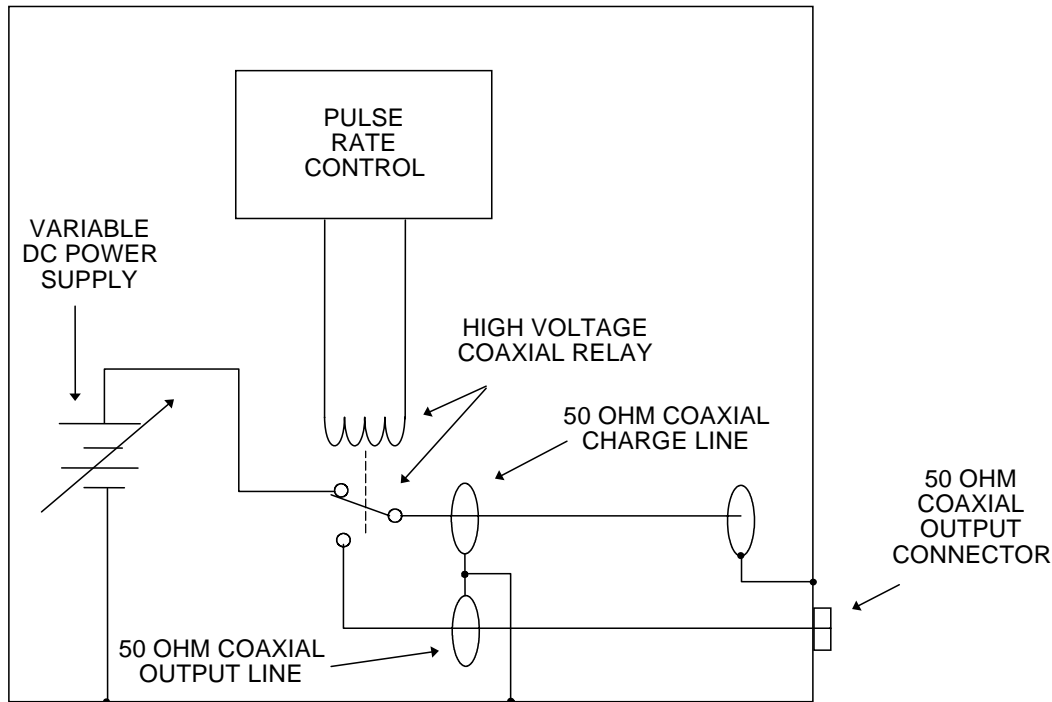 PULSE
RATE
CONTROL
VARIABLE
DC POWER
SUPPLY
HIGH VOLTAGE
COAXIAL RELAY
50 OHM COAXIAL
CHARGE LINE
50 OHM
COAXIAL
OUTPUT
CONNECTOR
50 OHM COAXIAL
OUTPUT LINE